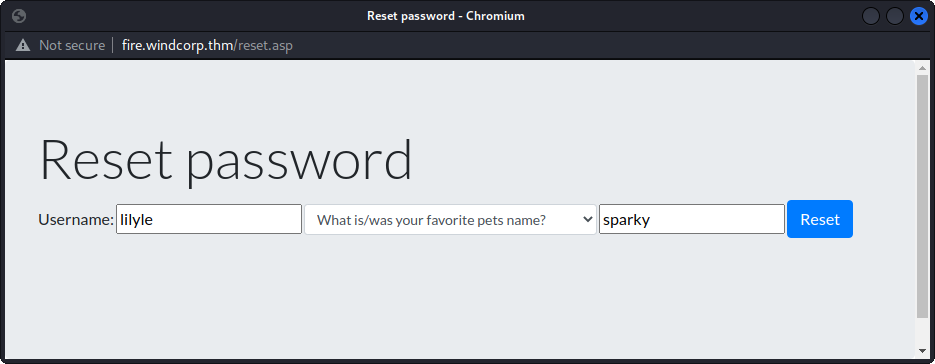 Reset password - Chromium
Not secure fire.windcorp.thm/reset.asp
Reset password
Username: lilyle What is/was your favorite pets name? sparky Reset